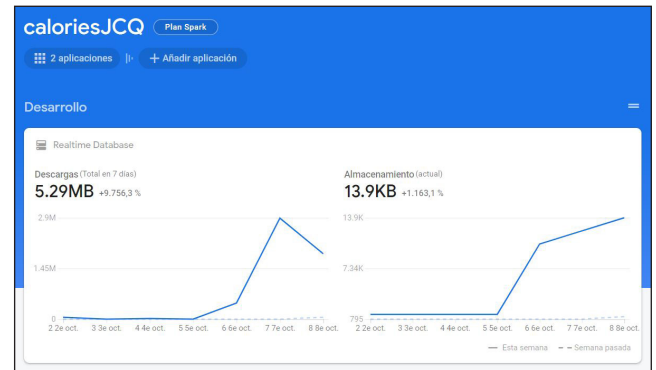 caloriesJCQ Plan Spark
2 aplicaciones + Añadir aplicación
Desarrollo
Realtime Database
Descargas (Total en 7 días)
5.29MB +9.756,3 %
2.9M
1.45M
0
2 2e oct. 3 3e oct. 4 4e oct. 5 5e oct. 6 6e oct. 7 7e oct. 8 8e oct.
Almacenamiento (actual)
13.9KB +1.163,1 %
13.9K
7.34K
795
2 2e oct. 3 3e oct. 4 4e oct. 5 5e oct. 6 6e oct. 7 7e oct. 8 8e oct.
Esta semana Semana pasada